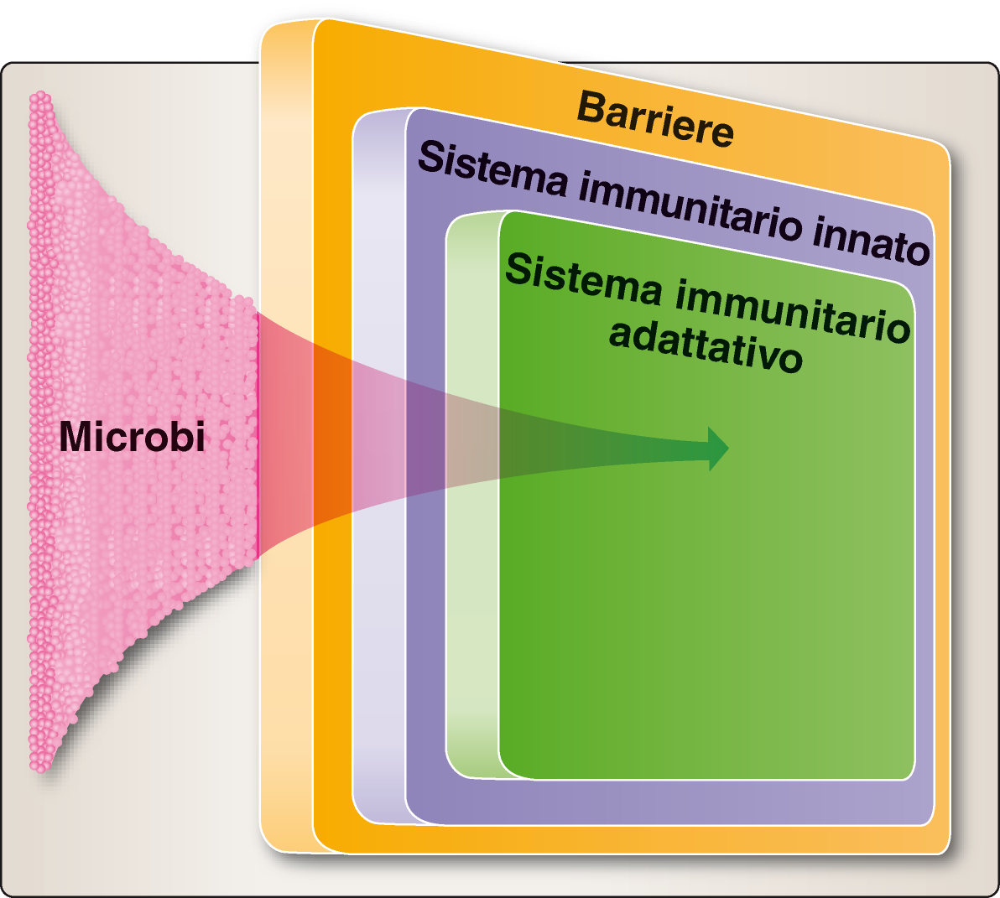 Barriere
Sistema immunitario innato
Sistema immunitario
adattativo
Microbi